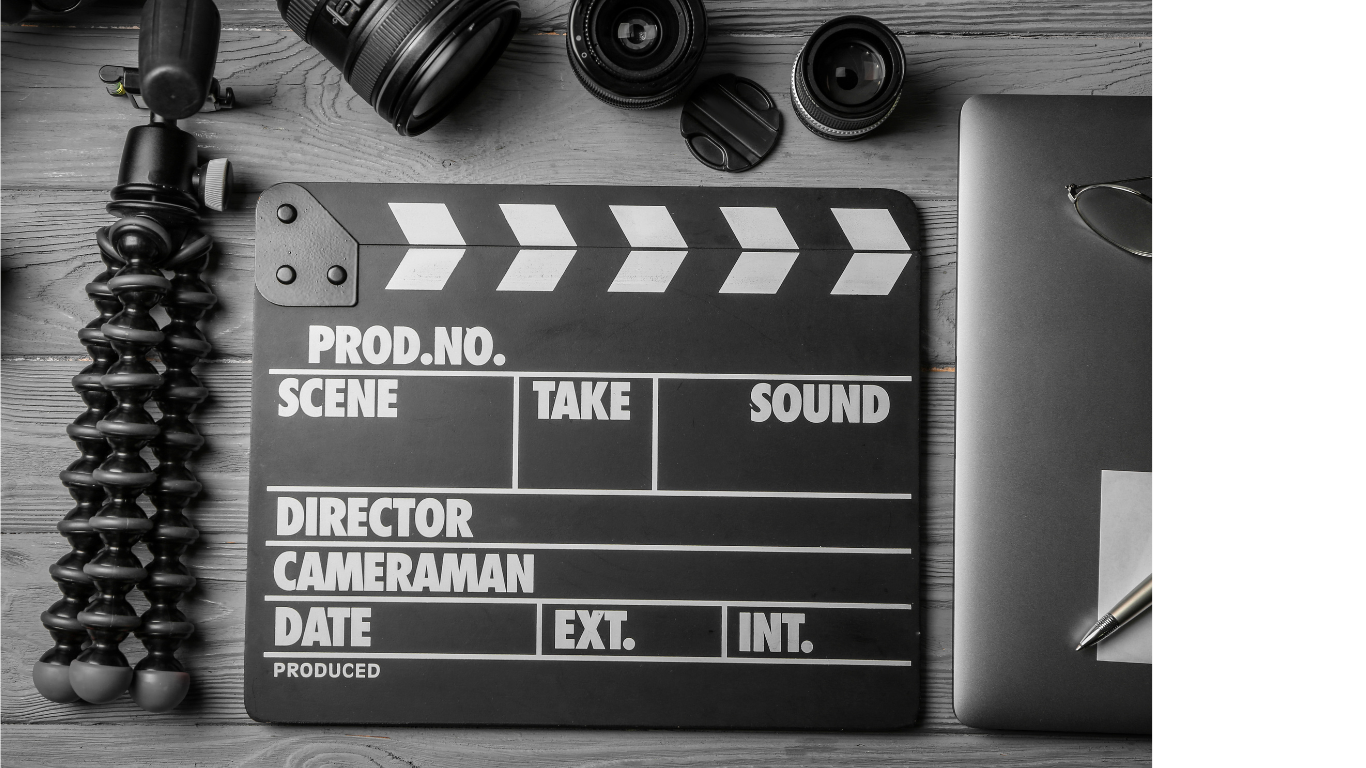 PROD.NO.
SCENE TAKE SOUND
DIRECTOR
CAMERAMAN
DATE EXT. INT.
PRODUCED